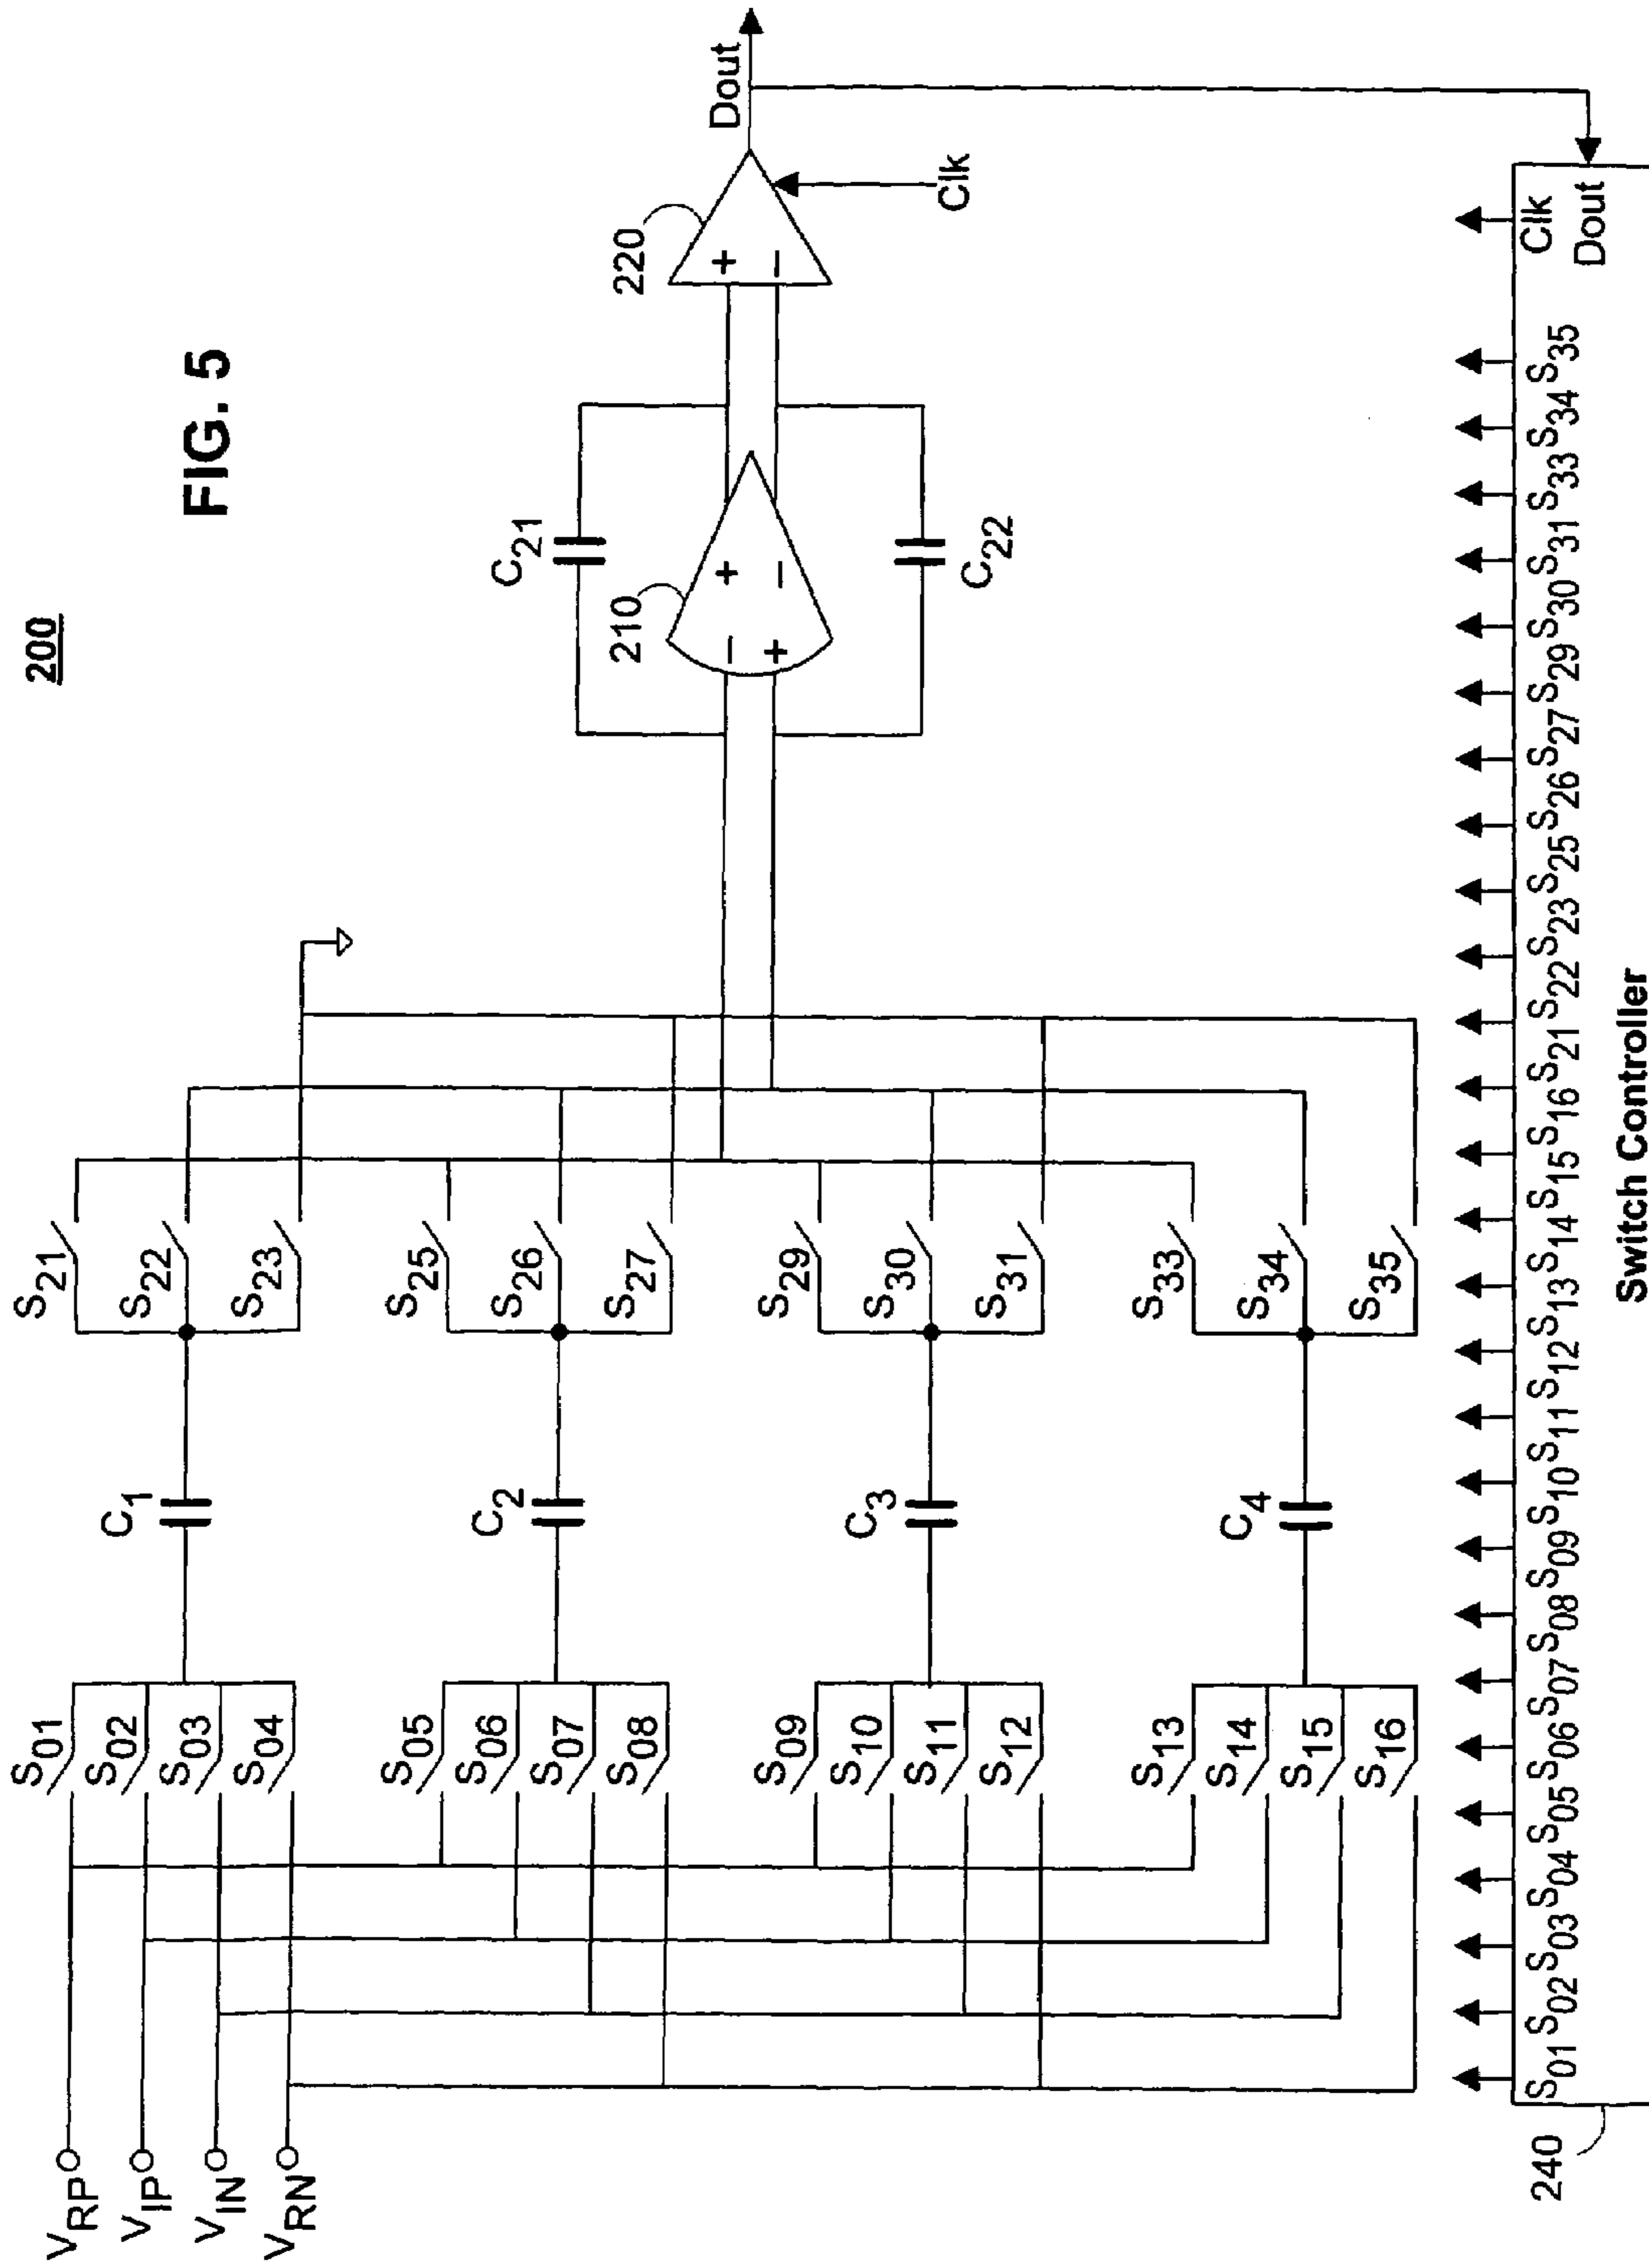 200
FIG. 5
VRP
VIP
VIN
VRN
S01
S02
S03
S04
S05
S06
S07
S08
S09
S10
S11
S12
S13
S14
S15
S16
C1
C2
C3
C4
S21
S22
S23
S25
S26
S27
S29
S30
S31
S33
S34
S35
C21
210
+
−
−
+
C22
220
+
−
Dout
Clk
240
S01 S02 S03 S04 S05 S06 S07 S08 S09 S10 S11 S12 S13 S14 S15 S16 S21 S22 S23 S25 S26 S27 S29 S30 S31 S33 S34 S35 Clk
Dout
Switch Controller